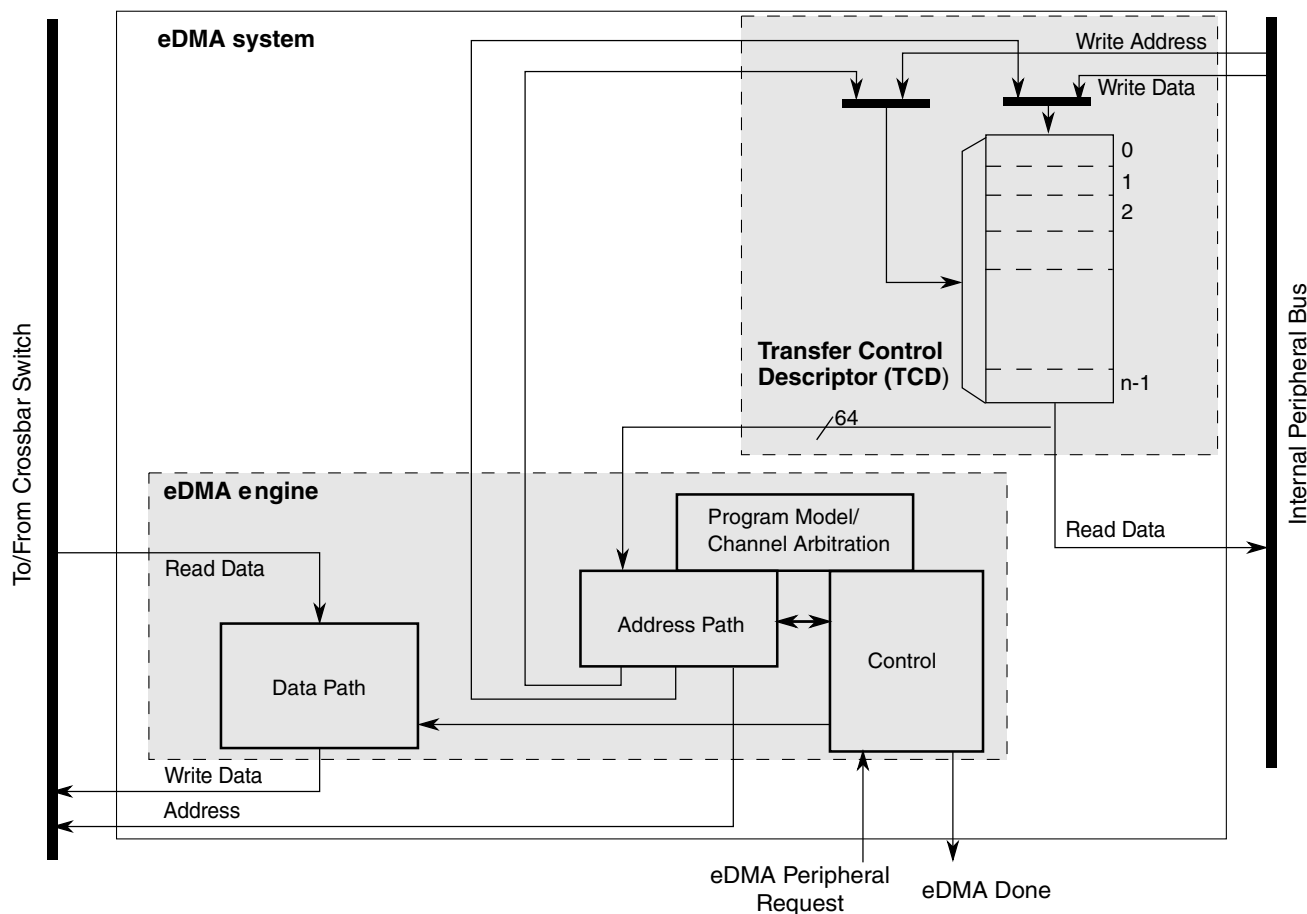 eDMA system
Write Address
Write Data
0
1
2
n-1
Transfer Control
Descriptor (TCD)
64
To/From Crossbar Switch
Internal Peripheral Bus
eDMA engine
Program Model/
Channel Arbitration
Read Data
Read Data
Address Path
Control
Data Path
Write Data
Address
eDMA Peripheral
Request
eDMA Done